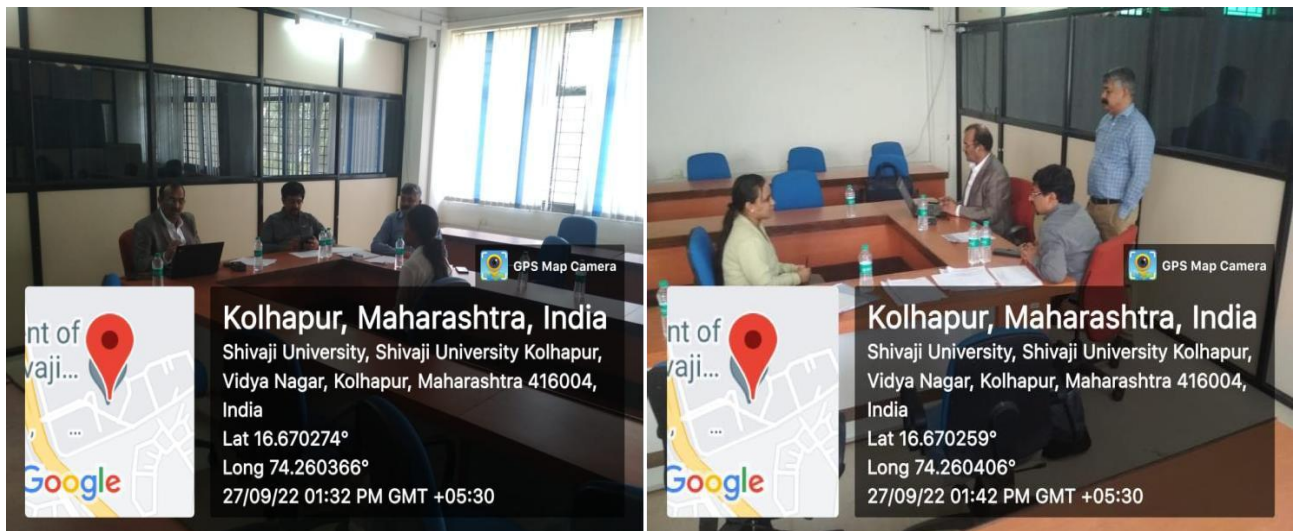 GPS Map Camera
nt of
vaji...
Google
Kolhapur, Maharashtra, India
Shivaji University, Shivaji University Kolhapur,
Vidya Nagar, Kolhapur, Maharashtra 416004,
India
Lat 16.670274°
Long 74.260366°
27/09/22 01:32 PM GMT +05:30
GPS Map Camera
nt of
vaji...
Google
Kolhapur, Maharashtra, India
Shivaji University, Shivaji University Kolhapur,
Vidya Nagar, Kolhapur, Maharashtra 416004,
India
Lat 16.670259°
Long 74.260406°
27/09/22 01:42 PM GMT +05:30